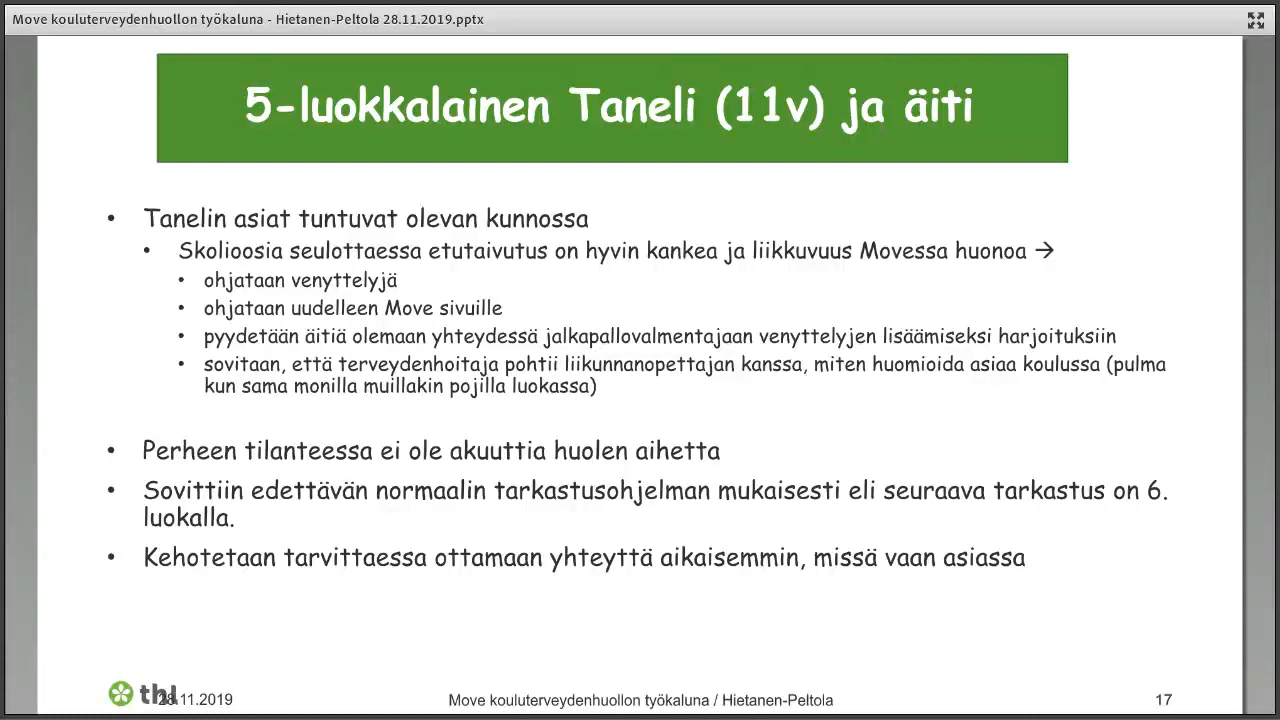 Move kouluterveydenhuollon työkaluna - Hietanen-Peltola 28.11.2019.pptx
5-luokkalainen Taneli (11v) ja äiti
• Tanelin asiat tuntuvat olevan kunnossa
• Skolioosia seulottaessa etutaivutus on hyvin kankea ja liikkuvuus Movessa huonoa →
• ohjataan venyttelyjä
• ohjataan uudelleen Move sivuille
• pyydetään äitiä olemaan yhteydessä jalkapallovalmentajaan venyttelyjen lisäämiseksi harjoituksiin
• sovitaan, että terveydenhoitaja pohtii liikunnanopettajan kanssa, miten huomioida asiaa koulussa (pulma
kun sama monilla muillakin pojilla luokassa)
• Perheen tilanteessa ei ole akuuttia huolen aihetta
• Sovittiin edettävän normaalin tarkastusohjelman mukaisesti eli seuraava tarkastus on 6.
luokalla.
• Kehotetaan tarvittaessa ottamaan yhteyttä aikaisemmin, missä vaan asiassa
thl 28.11.2019 Move kouluterveydenhuollon työkaluna / Hietanen-Peltola 17